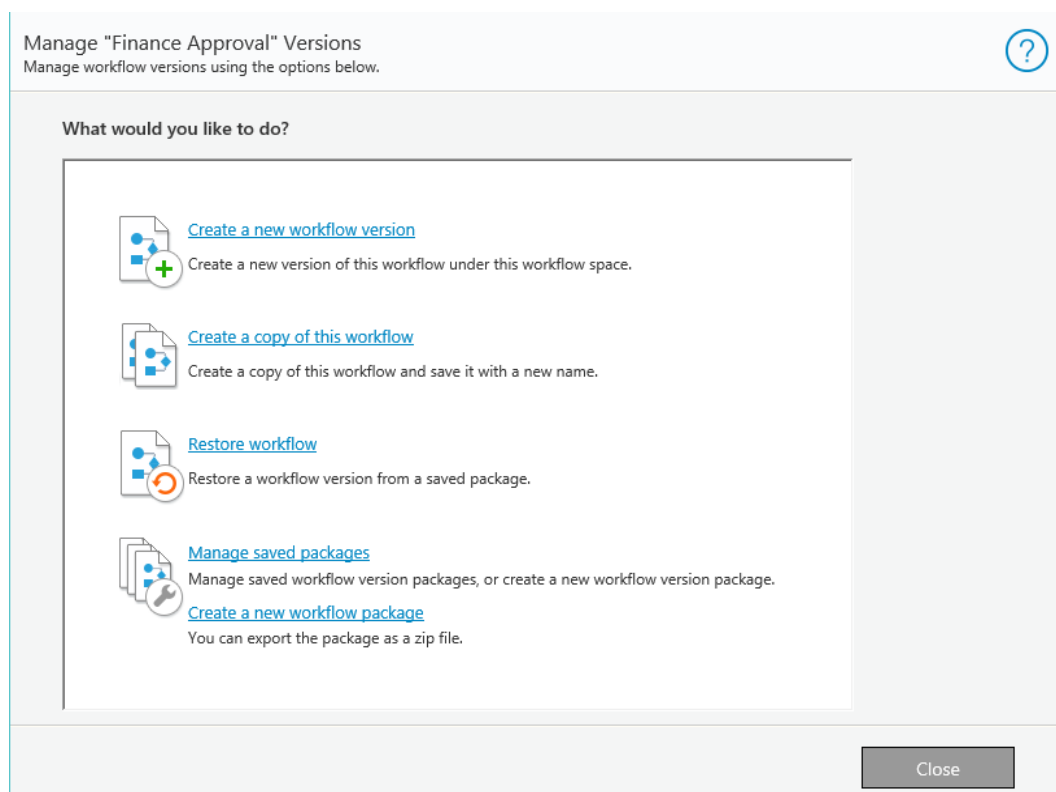 Manage "Finance Approval" Versions
Manage workflow versions using the options below.
?
What would you like to do?
Create a new workflow version
Create a new version of this workflow under this workflow space.
Create a copy of this workflow
Create a copy of this workflow and save it with a new name.
Restore workflow
Restore a workflow version from a saved package.
Manage saved packages
Manage saved workflow version packages, or create a new workflow version package.
Create a new workflow package
You can export the package as a zip file.
Close